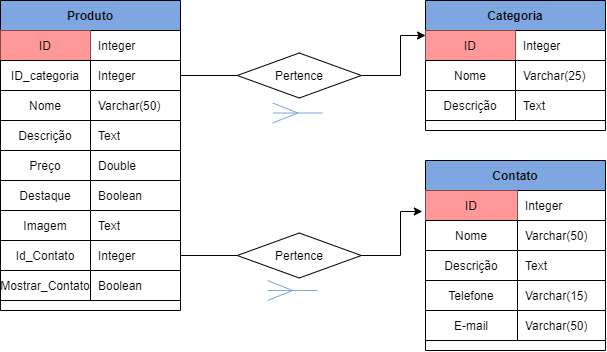 Produto
ID Integer
ID_categoria Integer
Nome Varchar(50)
Descrição Text
Preço Double
Destaque Boolean
Imagem Text
Id_Contato Integer
Mostrar_Contato Boolean
Pertence
Pertence
Categoria
ID Integer
Nome Varchar(25)
Descrição Text
Contato
ID Integer
Nome Varchar(50)
Descrição Text
Telefone Varchar(15)
E-mail Varchar(50)